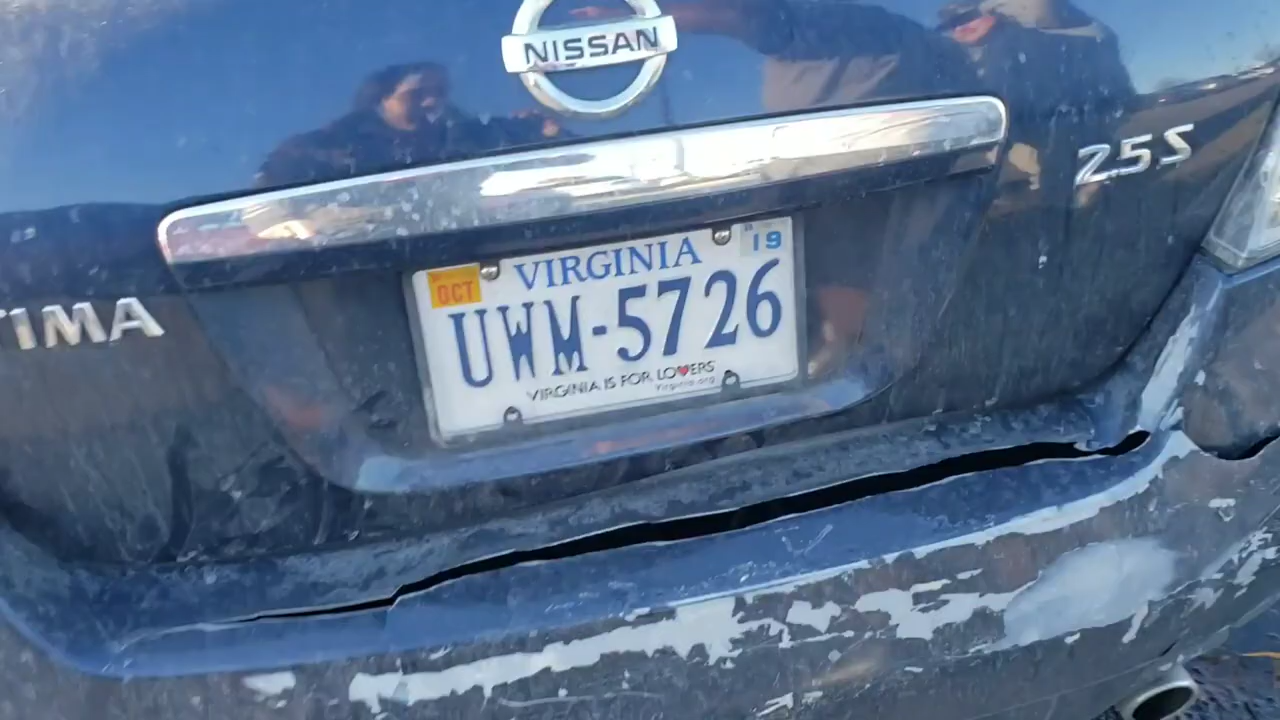 NISSAN
2.5 S
TIMA
OCT
VIRGINIA
19
UWM-5726
VIRGINIA IS FOR LOVERS
Virginia.org